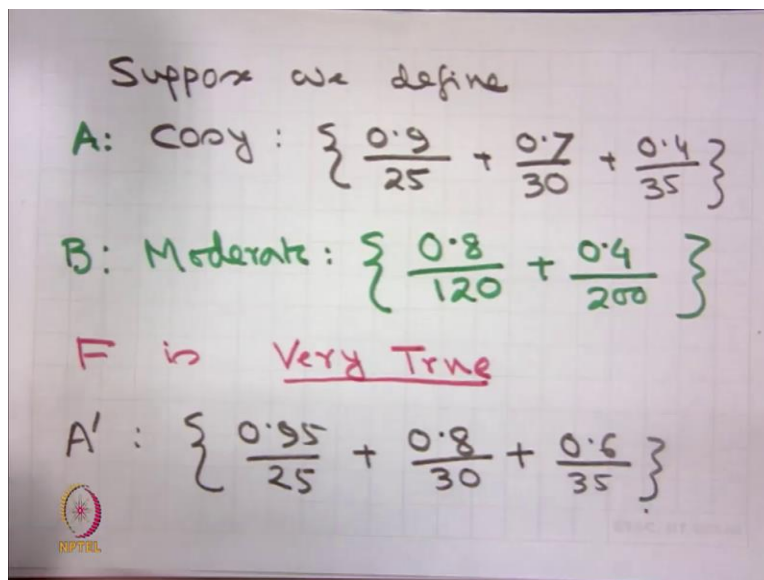 Suppose we define
A: Cosy : { 0.9/25 + 0.7/30 + 0.4/35 }
B: Moderate : { 0.8/120 + 0.4/200 }
F is Very True
A' : { 0.95/25 + 0.8/30 + 0.6/35 }
NPTEL